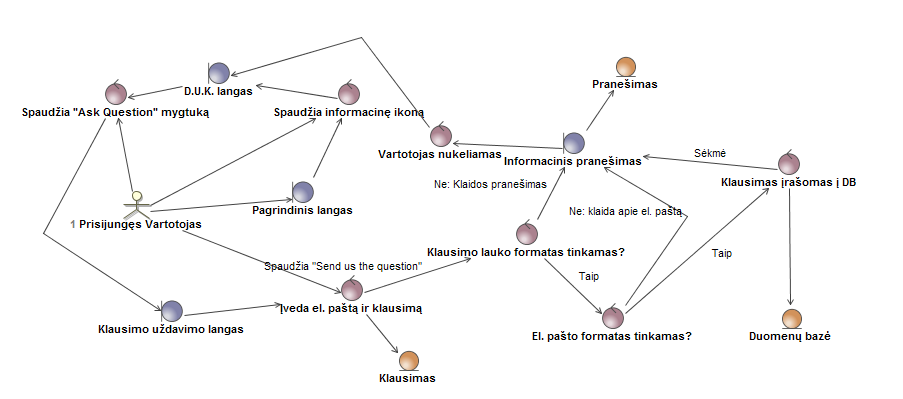 Pranešimas
D.U.K. langas
Spaudžia "Ask Question" mygtuką
Spaudžia informacinę ikoną
Vartotojas nukeliamas
Informacinis pranešimas
Sėkmė
Klausimas įrašomas į DB
Ne: Klaidos pranešimas
Pagrindinis langas
Ne: klaida apie el. paštą
1 Prisijungęs Vartotojas
Klausimo lauko formatas tinkamas?
Taip
Spaudžia "Send us the question"
Taip
Įveda el. paštą ir klausimą
Klausimo uždavimo langas
El. pašto formatas tinkamas?
Duomenų bazė
Klausimas